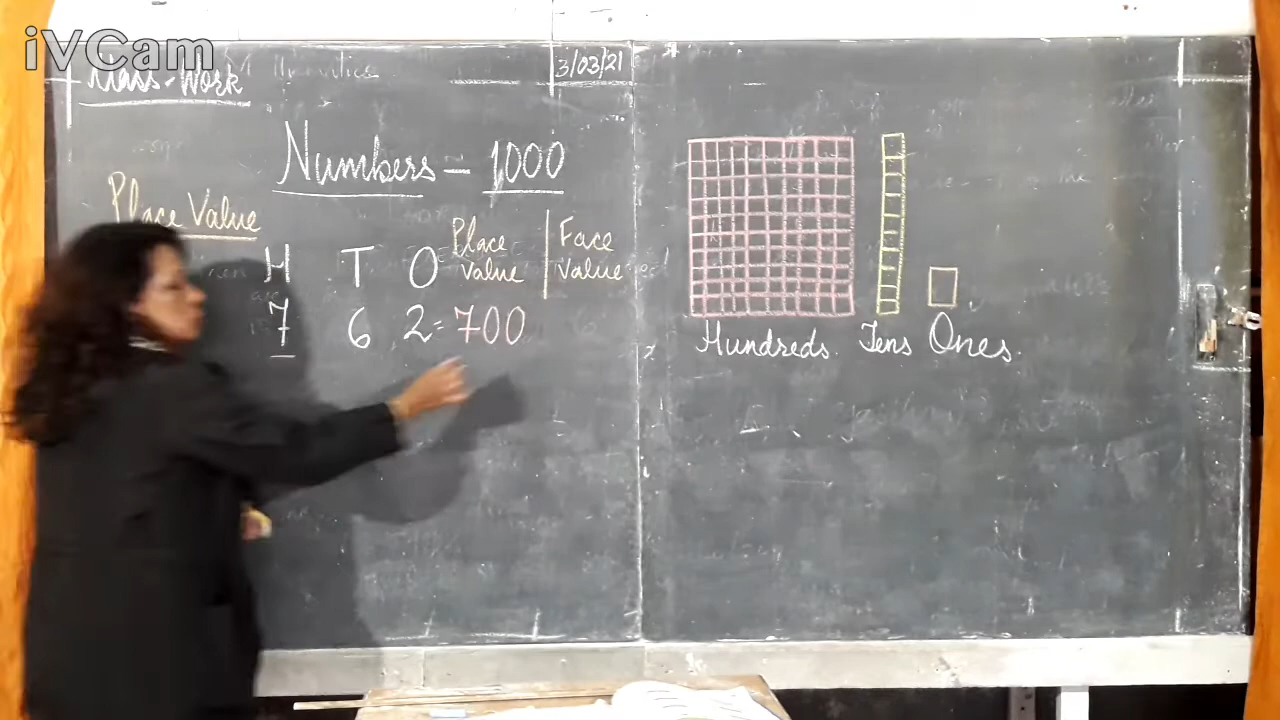 iVCam
Mass-Work
3/03/21
Numbers - 1000
Place Value
H T O Place Value | Face Value
7 6 2 = 700
Hundreds. Tens Ones.